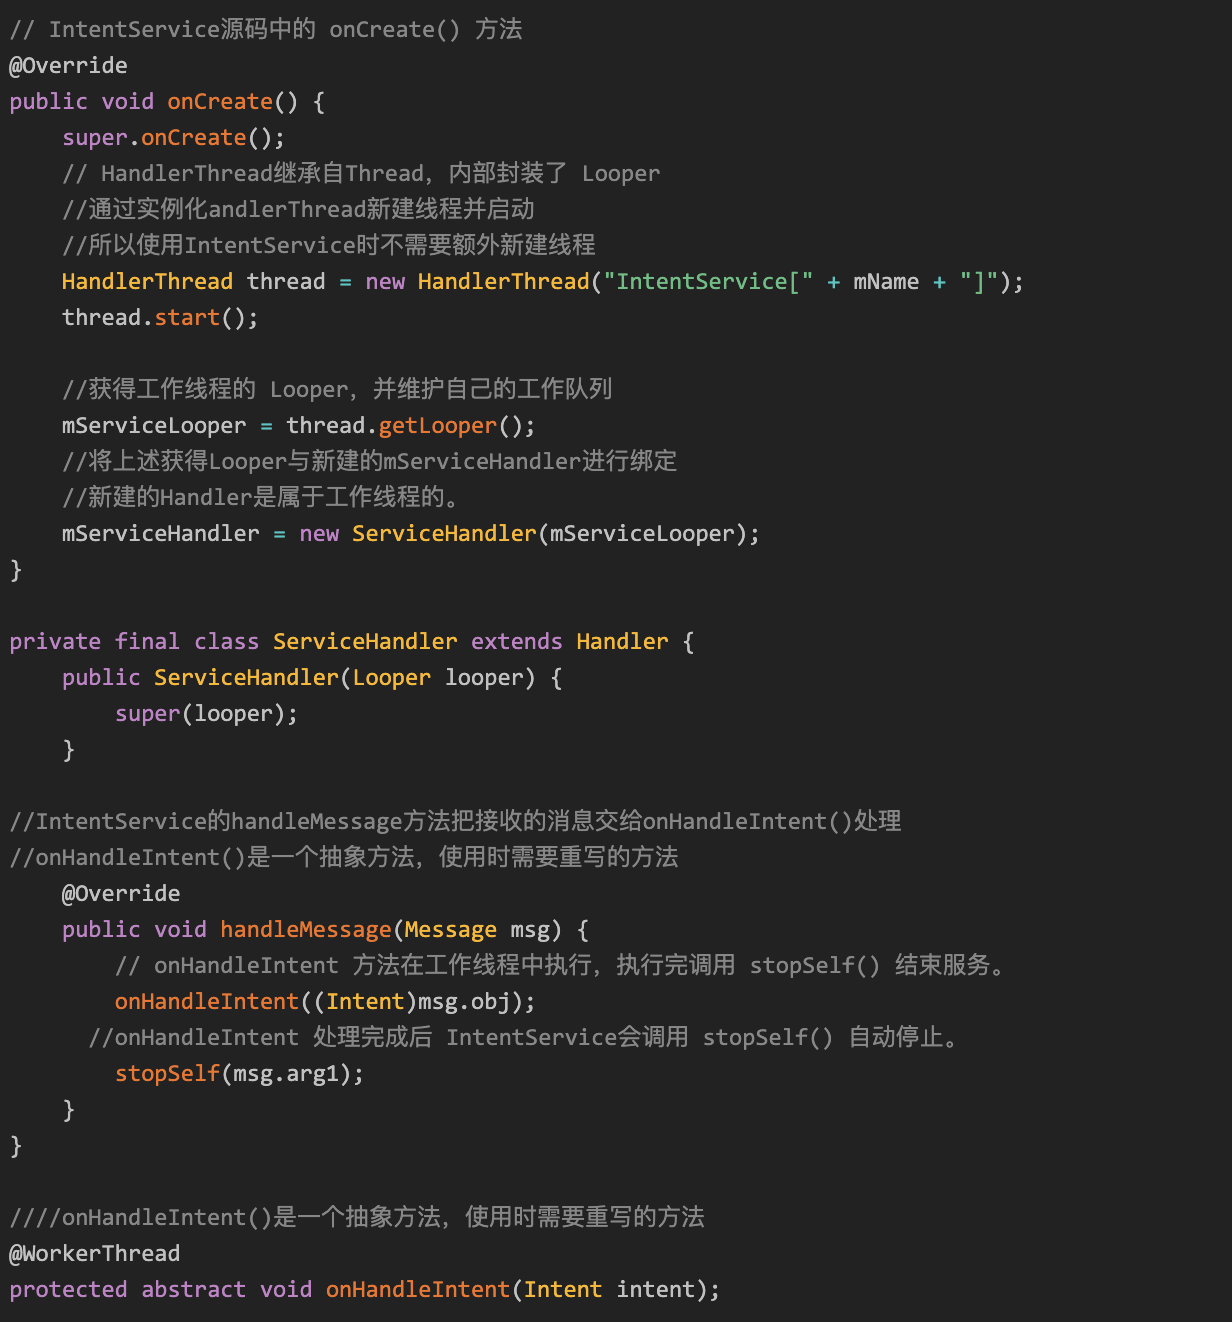 // IntentService源码中的 onCreate() 方法
@Override
public void onCreate() {
    super.onCreate();
    // HandlerThread继承自Thread，内部封装了 Looper
    //通过实例化andlerThread新建线程并启动
    //所以使用IntentService时不需要额外新建线程
    HandlerThread thread = new HandlerThread("IntentService[" + mName + "]");
    thread.start();

    //获得工作线程的 Looper，并维护自己的工作队列
    mServiceLooper = thread.getLooper();
    //将上述获得Looper与新建的mServiceHandler进行绑定
    //新建的Handler是属于工作线程的。
    mServiceHandler = new ServiceHandler(mServiceLooper);
}

private final class ServiceHandler extends Handler {
    public ServiceHandler(Looper looper) {
        super(looper);
    }

//IntentService的handleMessage方法把接收的消息交给onHandleIntent()处理
//onHandleIntent()是一个抽象方法，使用时需要重写的方法
    @Override
    public void handleMessage(Message msg) {
        // onHandleIntent 方法在工作线程中执行，执行完调用 stopSelf() 结束服务。
        onHandleIntent((Intent)msg.obj);
      //onHandleIntent 处理完成后 IntentService会调用 stopSelf() 自动停止。
        stopSelf(msg.arg1);
    }
}

////onHandleIntent()是一个抽象方法，使用时需要重写的方法
@WorkerThread
protected abstract void onHandleIntent(Intent intent);